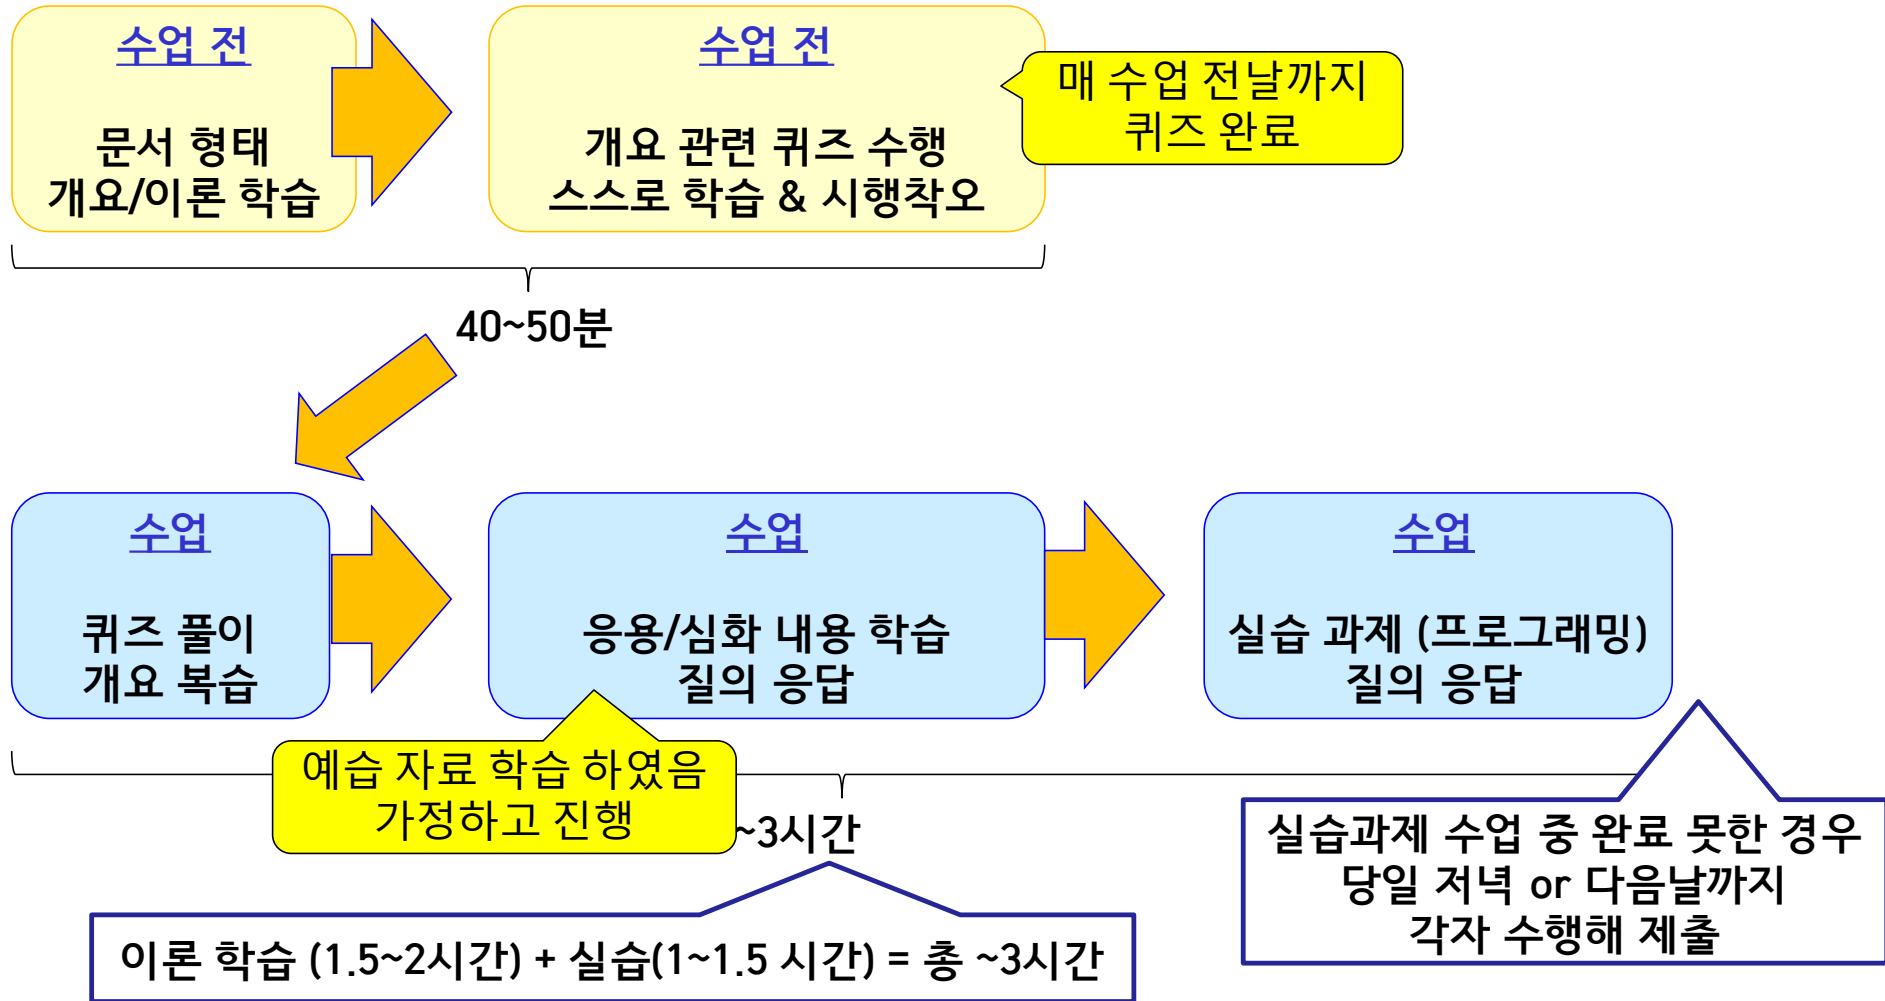 수업 전
문서 형태
개요/이론 학습
수업 전
개요 관련 퀴즈 수행
스스로 학습 & 시행착오
매 수업 전날까지
퀴즈 완료
40~50분
수업
퀴즈 풀이
개요 복습
수업
응용/심화 내용 학습
질의 응답
수업
실습 과제 (프로그래밍)
질의 응답
예습 자료 학습 하였음
가정하고 진행
~3시간
실습과제 수업 중 완료 못한 경우
당일 저녁 or 다음날까지
각자 수행해 제출
이론 학습 (1.5~2시간) + 실습(1~1.5 시간) = 총 ~3시간